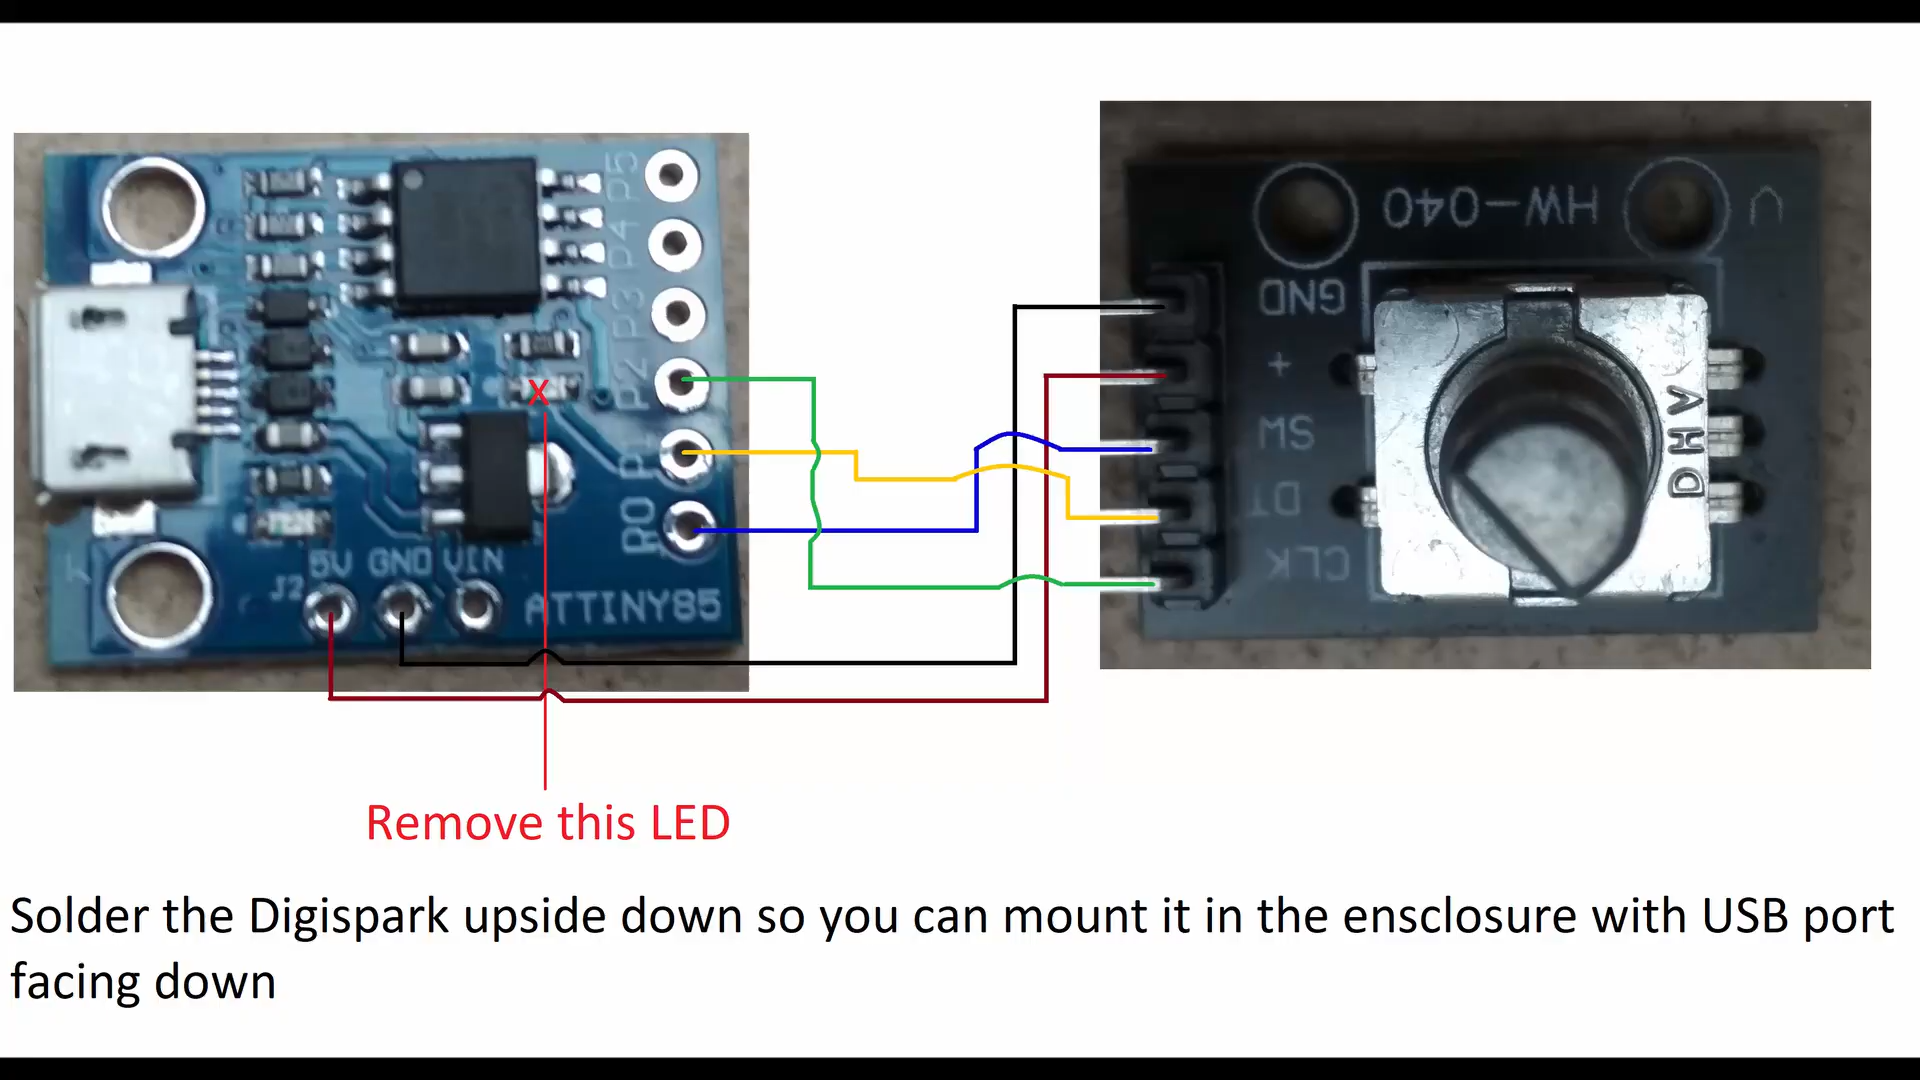 P5
P4
P3
P2
P1
P0
5V GND VIN
J2
ATTINY85
HW-040
GND
+
SW
DT
CLK
DHV
X
Remove this LED
Solder the Digispark upside down so you can mount it in the ensclosure with USB port
facing down